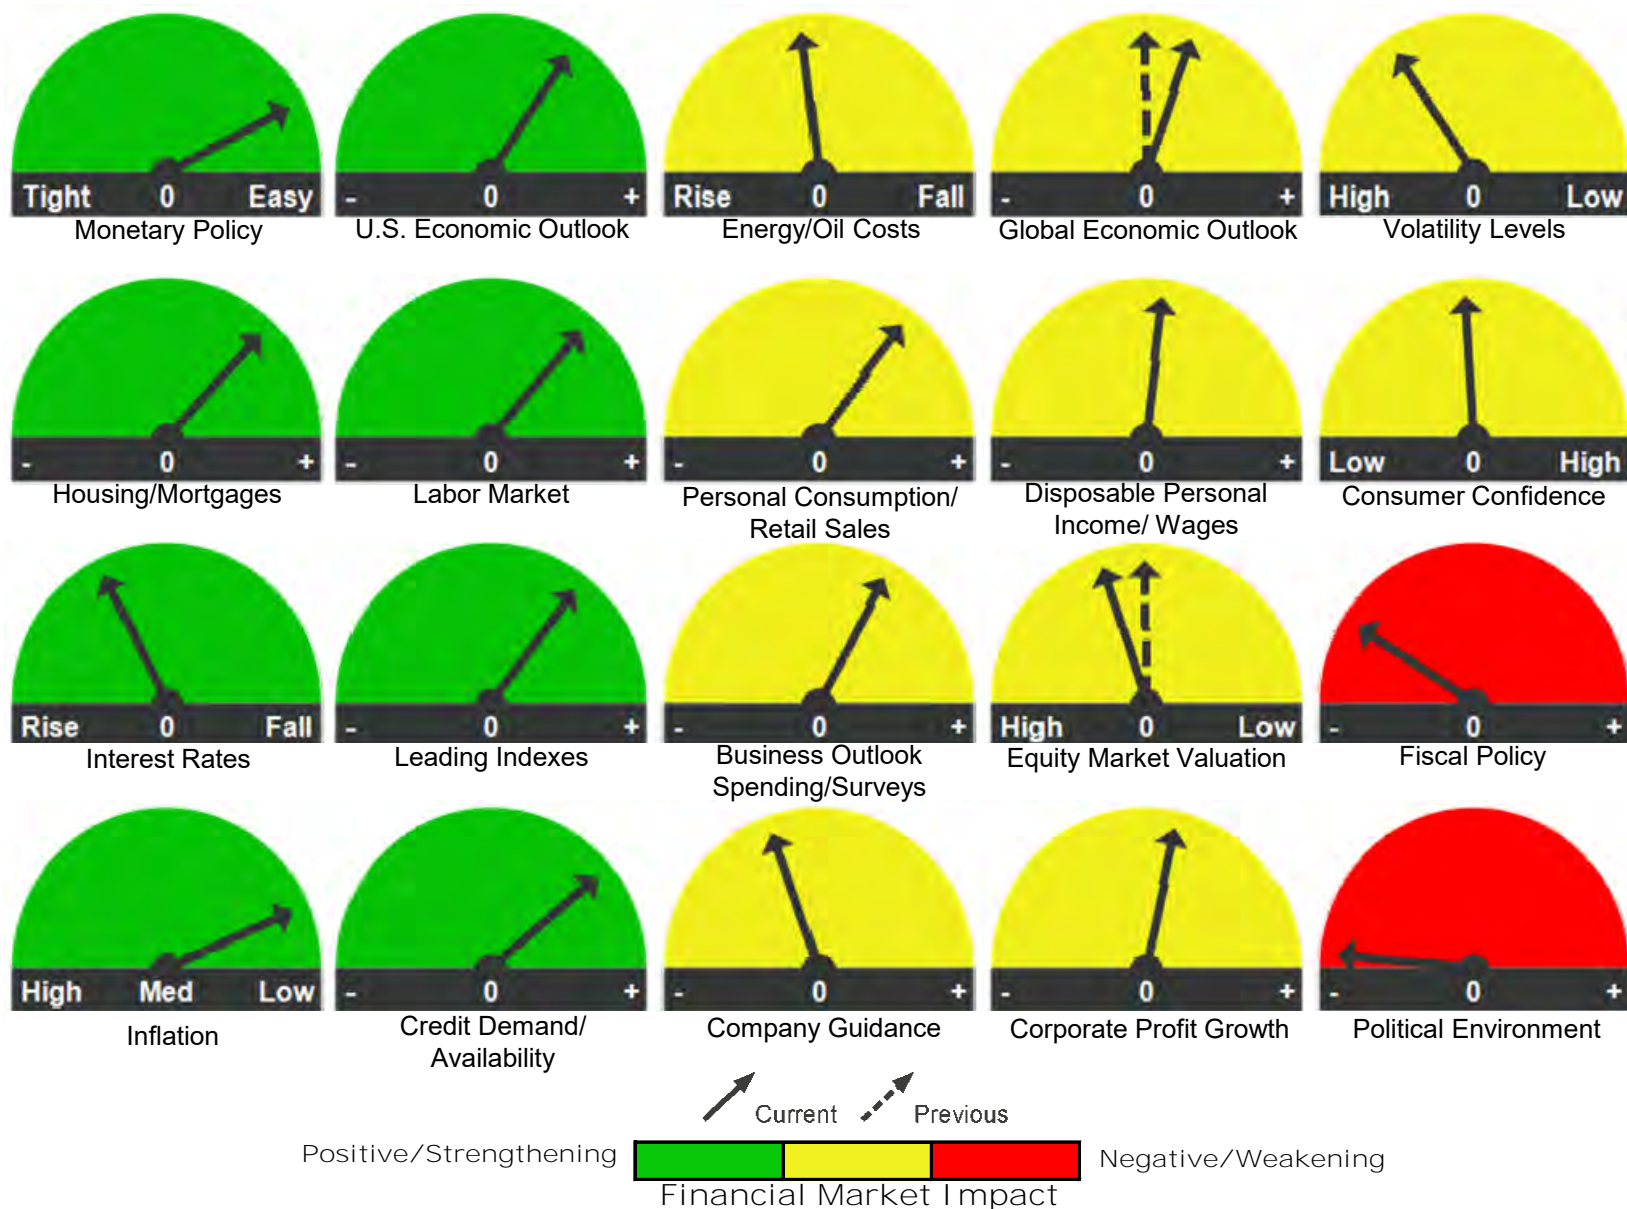 Tight 0 Easy
Monetary Policy
- 0 +
U.S. Economic Outlook
Rise 0 Fall
Energy/Oil Costs
- 0 +
Global Economic Outlook
High 0 Low
Volatility Levels
- 0 +
Housing/Mortgages
- 0 +
Labor Market
- 0 +
Personal Consumption/
Retail Sales
- 0 +
Disposable Personal
Income/ Wages
Low 0 High
Consumer Confidence
Rise 0 Fall
Interest Rates
- 0 +
Leading Indexes
- 0 +
Business Outlook
Spending/Surveys
High 0 Low
Equity Market Valuation
- 0 +
Fiscal Policy
High Med Low
Inflation
- 0 +
Credit Demand/
Availability
- 0 +
Company Guidance
- 0 +
Corporate Profit Growth
- 0 +
Political Environment
Current Previous
Positive/Strengthening Negative/Weakening
Financial Market Impact